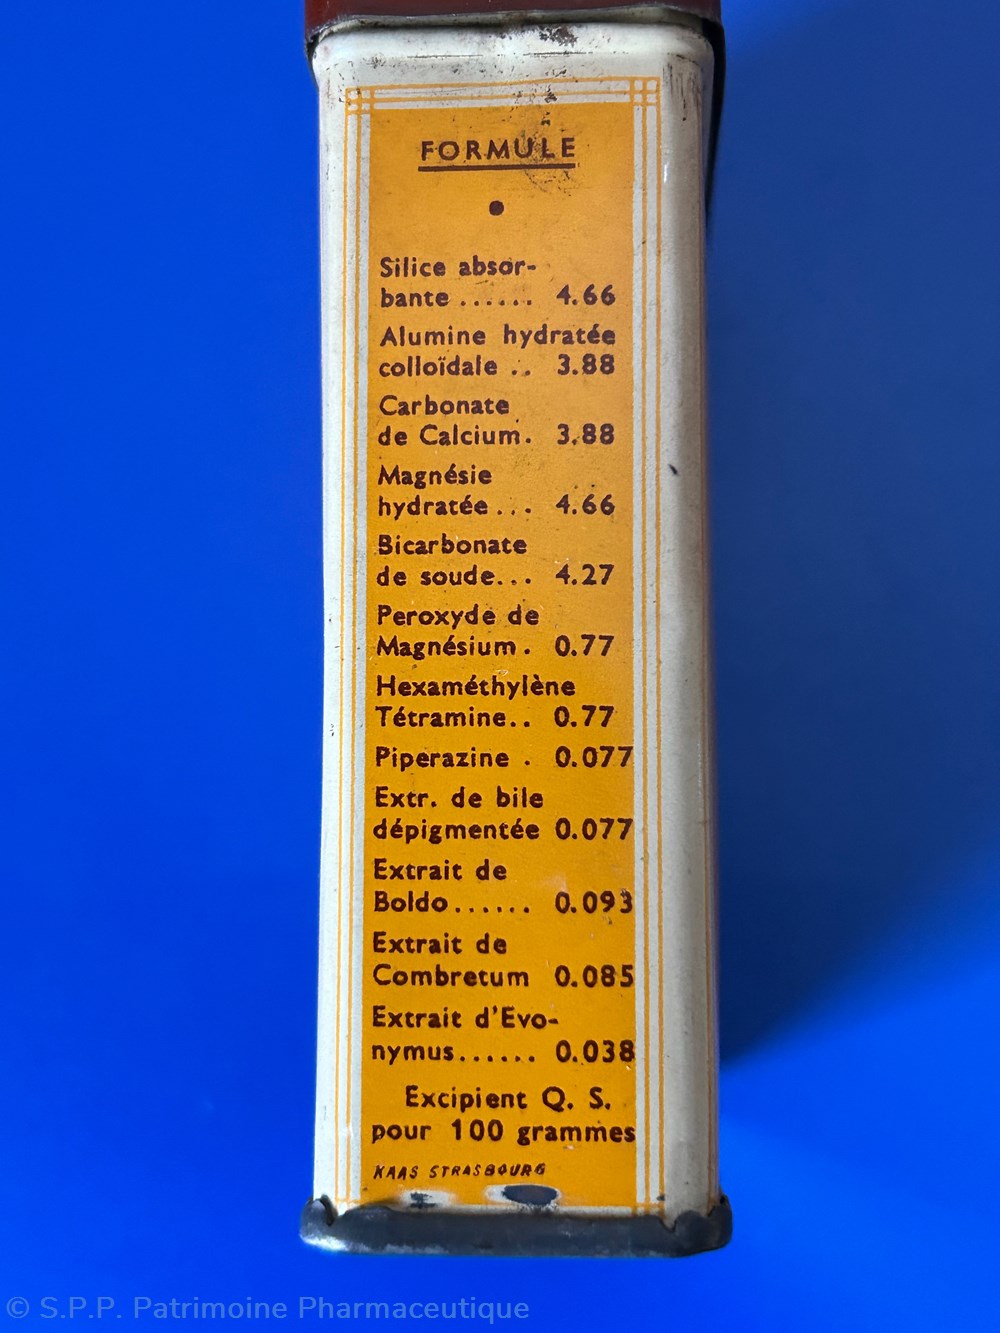 FORMULE
•
Silice absor-
bante ...... 4.66
Alumine hydratée
colloïdale .. 3.88
Carbonate
de Calcium. 3.88
Magnésie
hydratée... 4.66
Bicarbonate
de soude... 4.27
Peroxyde de
Magnésium. 0.77
Hexaméthylène
Tétramine.. 0.77
Piperazine . 0.077
Extr. de bile
dépigmentée 0.077
Extrait de
Boldo...... 0.093
Extrait de
Combretum 0.085
Extrait d'Evo-
nymus...... 0.038
Excipient Q. S.
pour 100 grammes
KAAS STRASBOURG
© S.P.P. Patrimoine Pharmaceutique